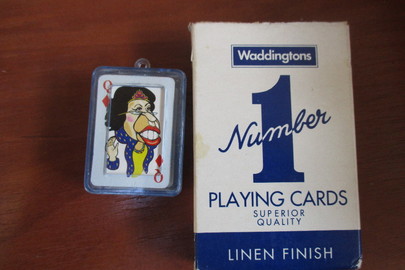 Q
Q
Waddingtons
Number
1
PLAYING CARDS
SUPERIOR
QUALITY
LINEN FINISH